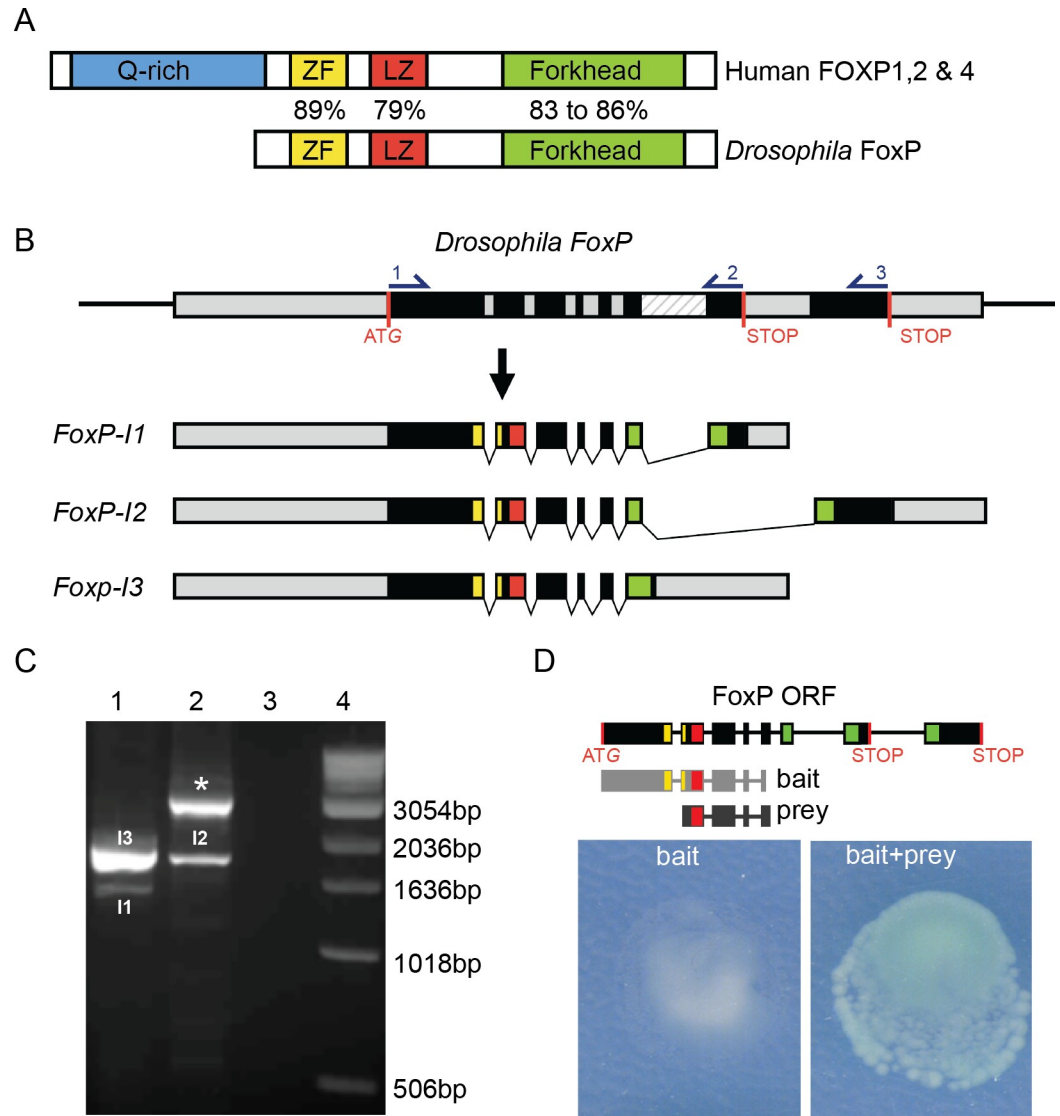 A
Q-rich ZF LZ Forkhead Human FOXP1,2 & 4
89% 79% 83 to 86%
ZF LZ Forkhead Drosophila FoxP
B
Drosophila FoxP
1 2 3
ATG STOP STOP
FoxP-I1
FoxP-I2
Foxp-I3
C
1 2 3 4
*
3054bp
I3 I2 2036bp
I1 1636bp
1018bp
506bp
D
FoxP ORF
ATG STOP STOP
bait
prey
bait bait+prey